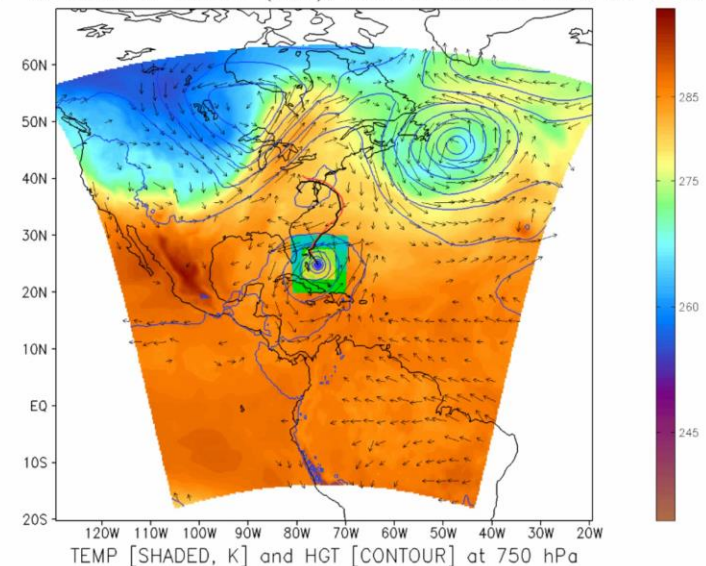 60N
50N
40N
30N
20N
10N
EQ
10S
20S
120W 110W 100W 90W 80W 70W 60W 50W 40W 30W 20W
TEMP [SHADED, K] and HGT [CONTOUR] at 750 hPa
285
275
260
245